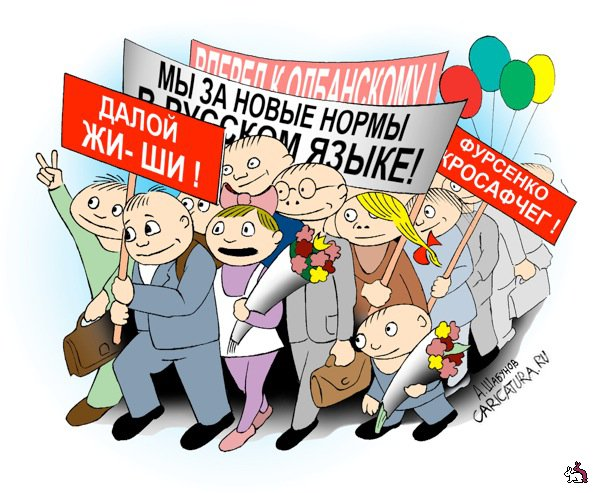 ВПЕРЕД К ОЛБАНСКОМУ!
МЫ ЗА НОВЫЕ НОРМЫ
В РУССКОМ ЯЗЫКЕ!
ДАЛОЙ
ЖИ-ШИ!
ФУРСЕНКО
КРОСАФЧЕГ!
А.ШАБУНОВ
CARICATURA.RU